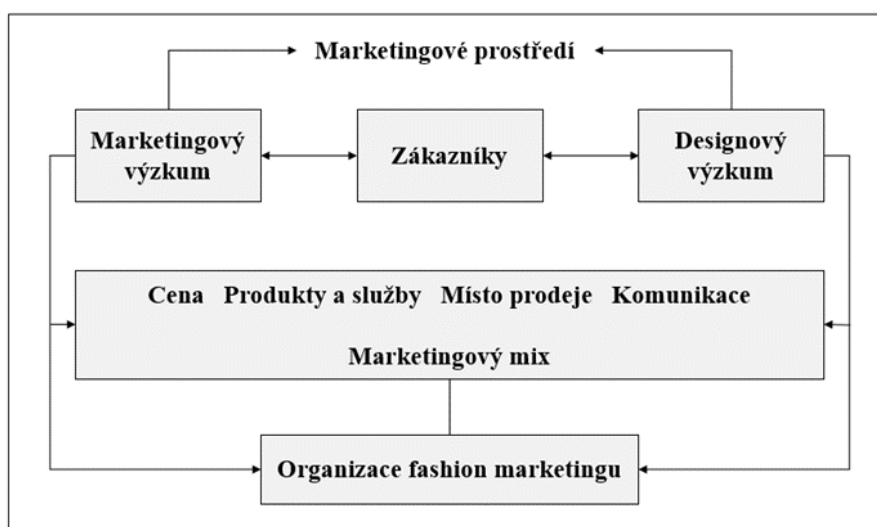 Marketingové prostředí
Marketingový
výzkum
Zákazníky
Designový
výzkum
Cena Produkty a služby Místo prodeje Komunikace
Marketingový mix
Organizace fashion marketingu